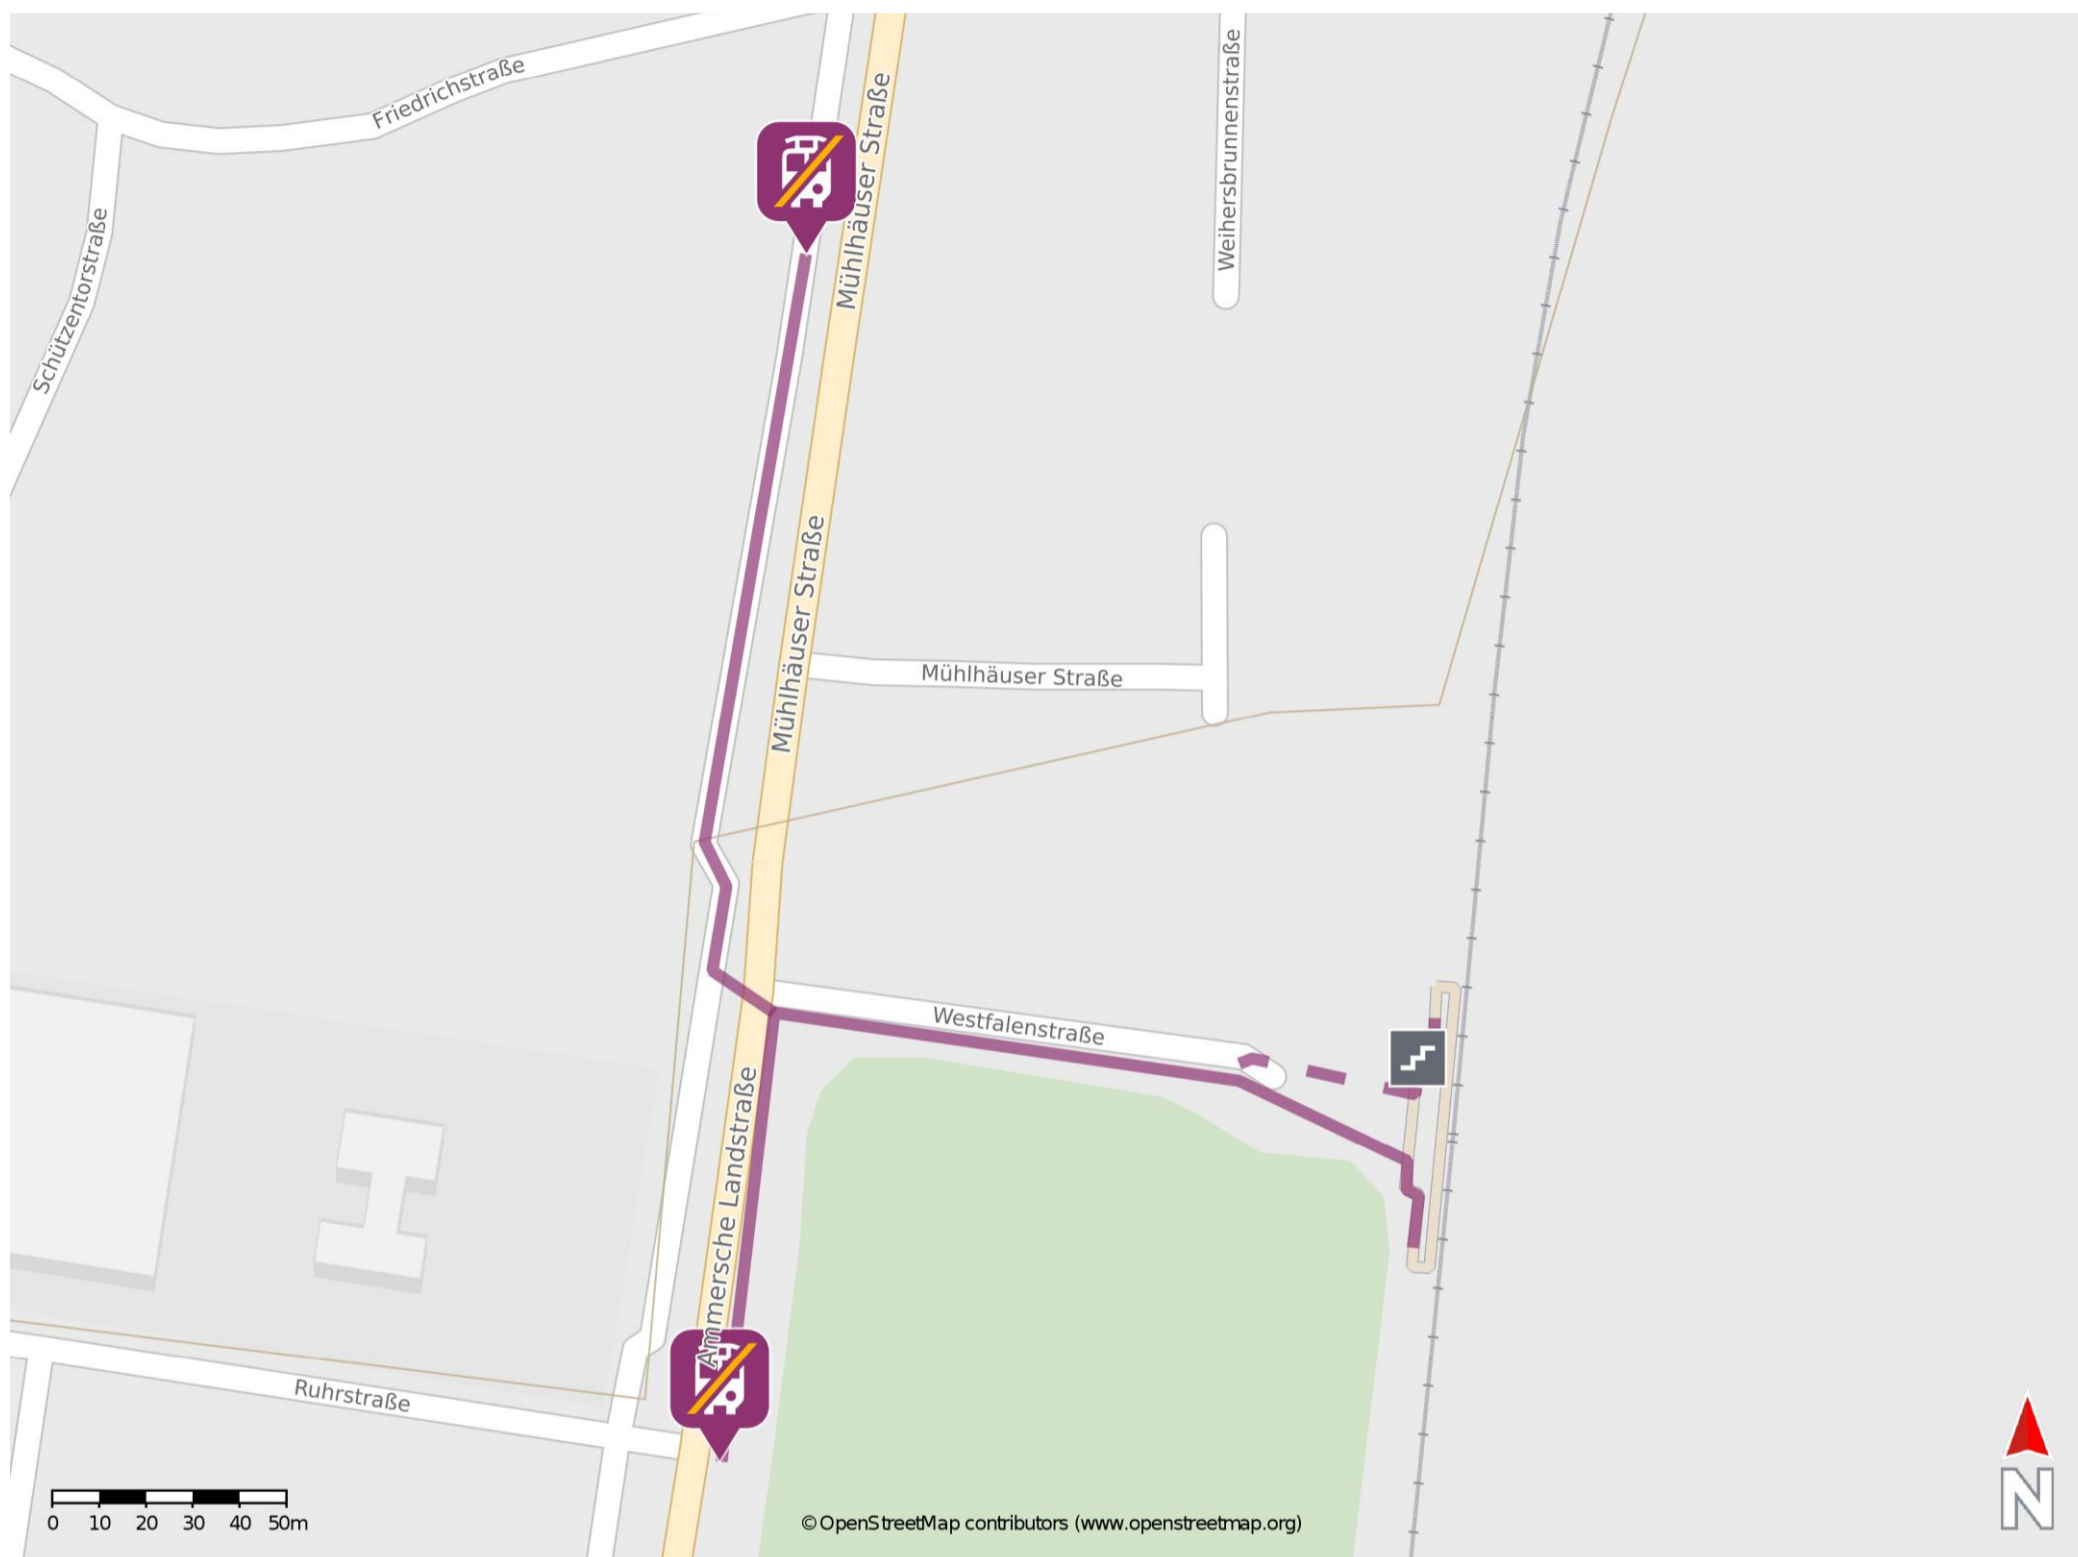 Friedrichstraße
Mühlhäuser Straße
Weihersbrunnenstraße
Schützentorstraße
Mühlhäuser Straße
Mühlhäuser Straße
Westfalenstraße
Ammersche Landstraße
Ruhrstraße
0 10 20 30 40 50m
© OpenStreetMap contributors (www.openstreetmap.org)
N